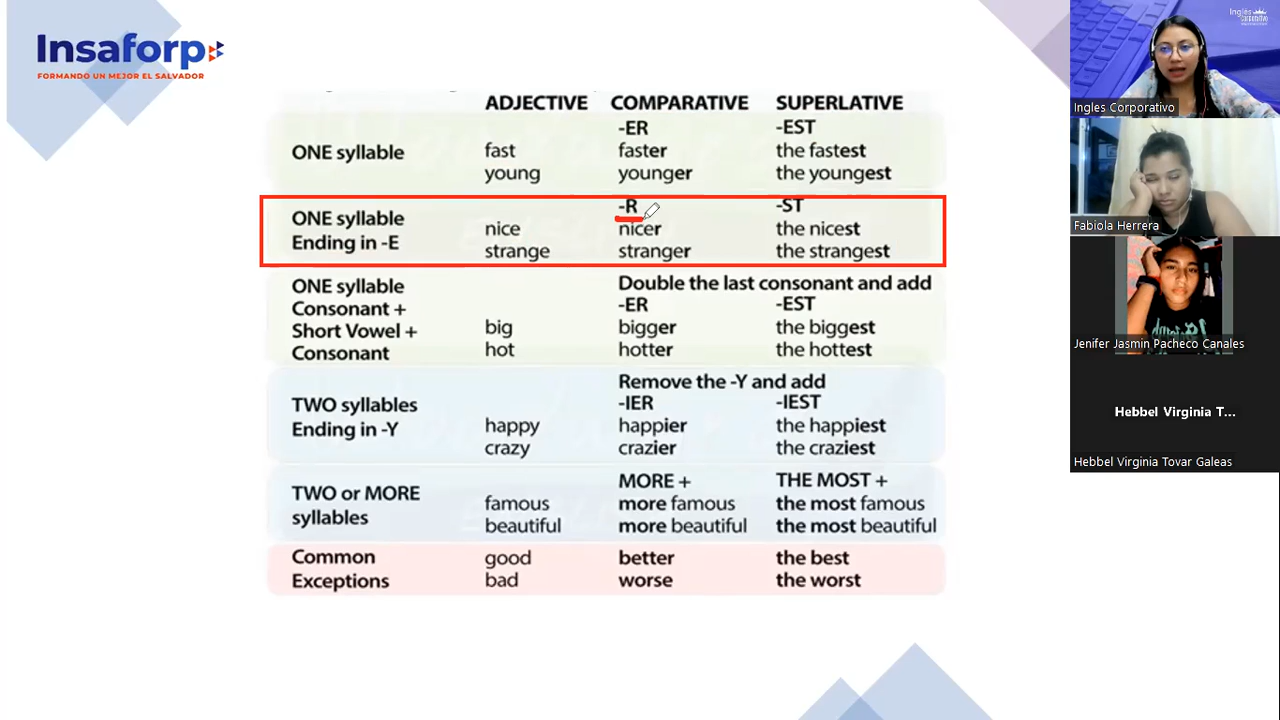 Insaforp
FORMANDO UN MEJOR EL SALVADOR
ADJECTIVE COMPARATIVE SUPERLATIVE
-ER -EST
ONE syllable fast faster the fastest
young younger the youngest
-R -ST
ONE syllable
Ending in -E
nice nicer the nicest
strange stranger the strangest
ONE syllable
Consonant +
Short Vowel +
Consonant
Double the last consonant and add
-ER -EST
big bigger the biggest
hot hotter the hottest
TWO syllables
Ending in -Y
Remove the -Y and add
-IER -IEST
happy happier the happiest
crazy crazier the craziest
TWO or MORE
syllables
MORE + THE MOST +
famous more famous the most famous
beautiful more beautiful the most beautiful
Common
Exceptions
good better the best
bad worse the worst
Inglés
Corporativo
Ingles Corporativo
Fabiola Herrera
Jenifer Jasmin Pacheco Canales
Hebbel Virginia T...
Hebbel Virginia Tovar Galeas